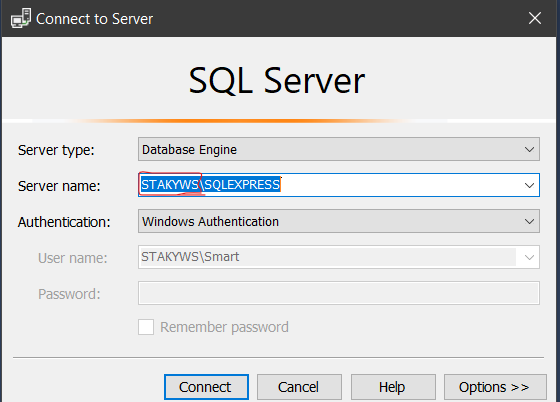 Connect to Server
SQL Server
Server type: Database Engine
Server name: STAKYWS\SQLEXPRESS
Authentication: Windows Authentication
User name: STAKYWS\Smart
Password:
Remember password
Connect Cancel Help Options >>